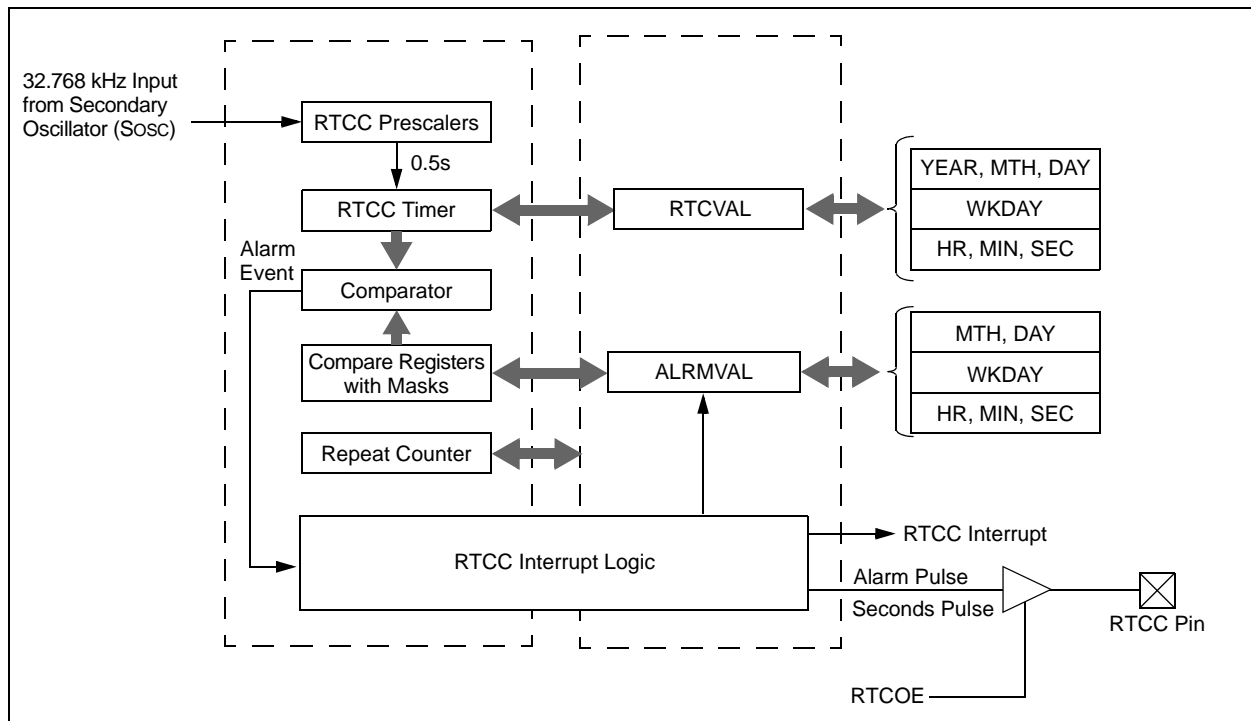 32.768 kHz Input
from Secondary
Oscillator (SOSC)
RTCC Prescalers
0.5s
RTCC Timer
RTCVAL
YEAR, MTH, DAY
WKDAY
HR, MIN, SEC
Alarm
Event
Comparator
Compare Registers
with Masks
ALRMVAL
MTH, DAY
WKDAY
HR, MIN, SEC
Repeat Counter
RTCC Interrupt Logic
RTCC Interrupt
Alarm Pulse
Seconds Pulse
RTCC Pin
RTCOE